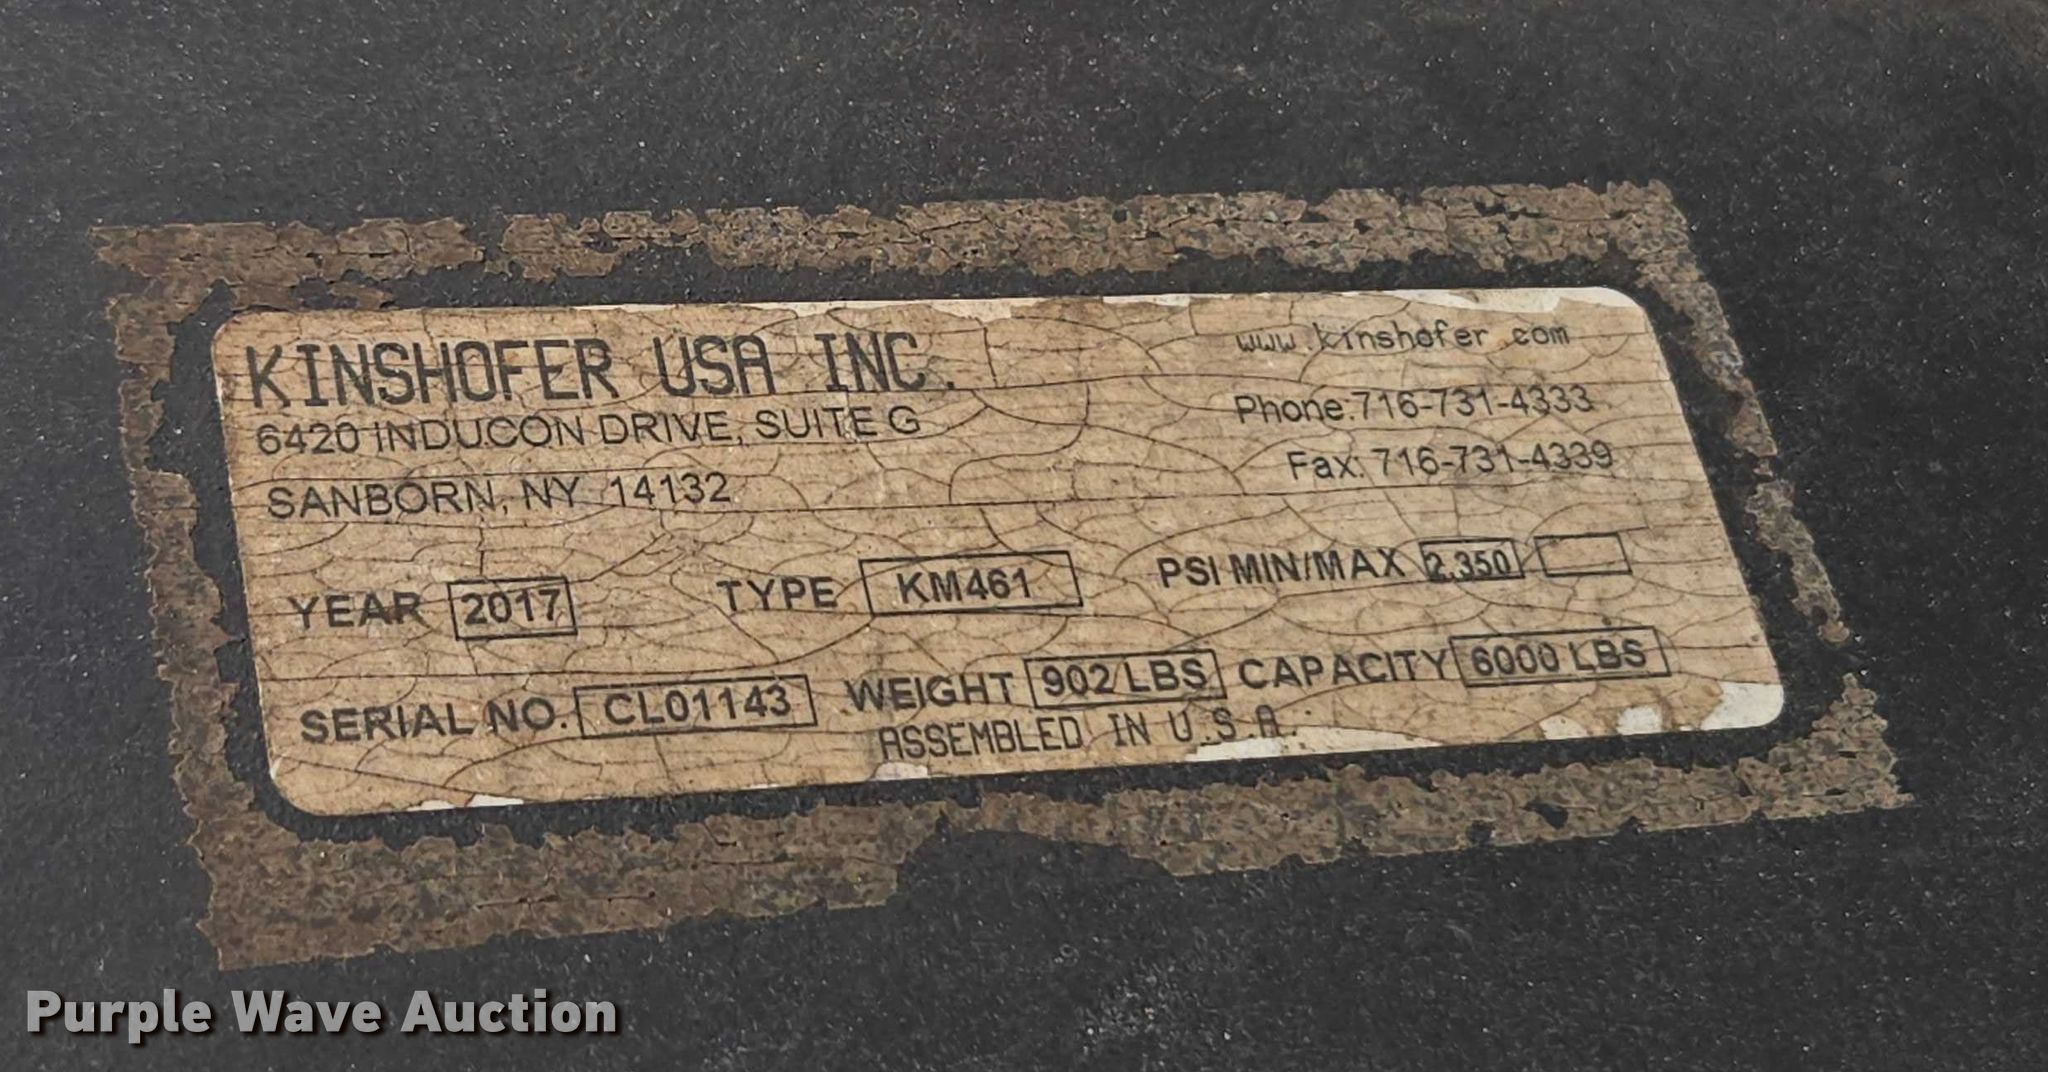 KINSHOFER USA INC.
www.kinshofer.com
6420 INDUCON DRIVE, SUITE G
Phone:716-731-4333
SANBORN, NY 14132
Fax: 716-731-4339
YEAR 2017 TYPE KM461 PSI MIN/MAX 2,350
SERIAL NO. CL01143 WEIGHT 902 LBS CAPACITY 6000 LBS
ASSEMBLED IN U.S.A.
Purple Wave Auction